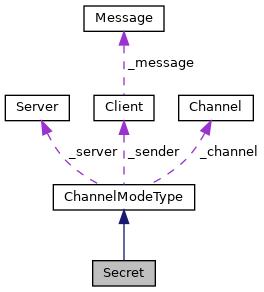 Message
_message
Server
Client
Channel
_server
_sender
_channel
ChannelModeType
Secret